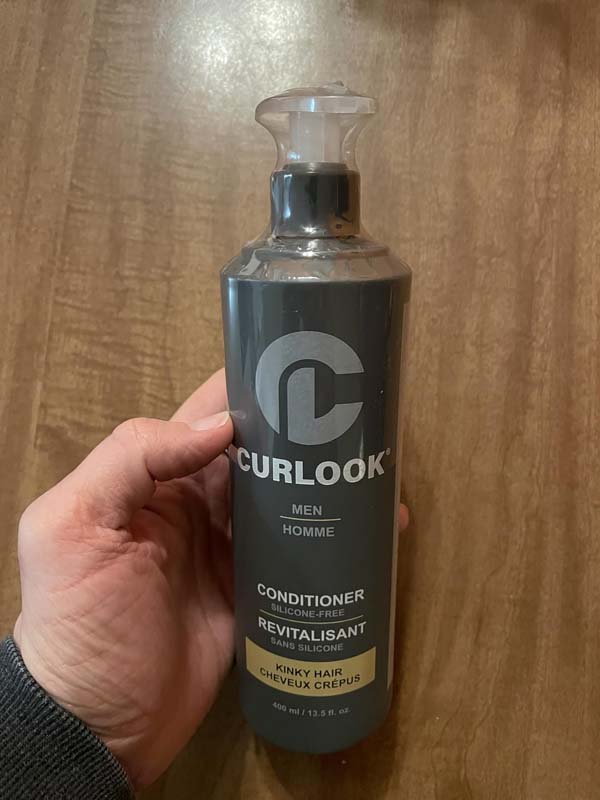 CURLOOK®
MEN
HOMME
CONDITIONER
SILICONE-FREE
REVITALISANT
SANS SILICONE
KINKY HAIR
CHEVEUX CRÉPUS
400 ml / 13.5 fl. oz.